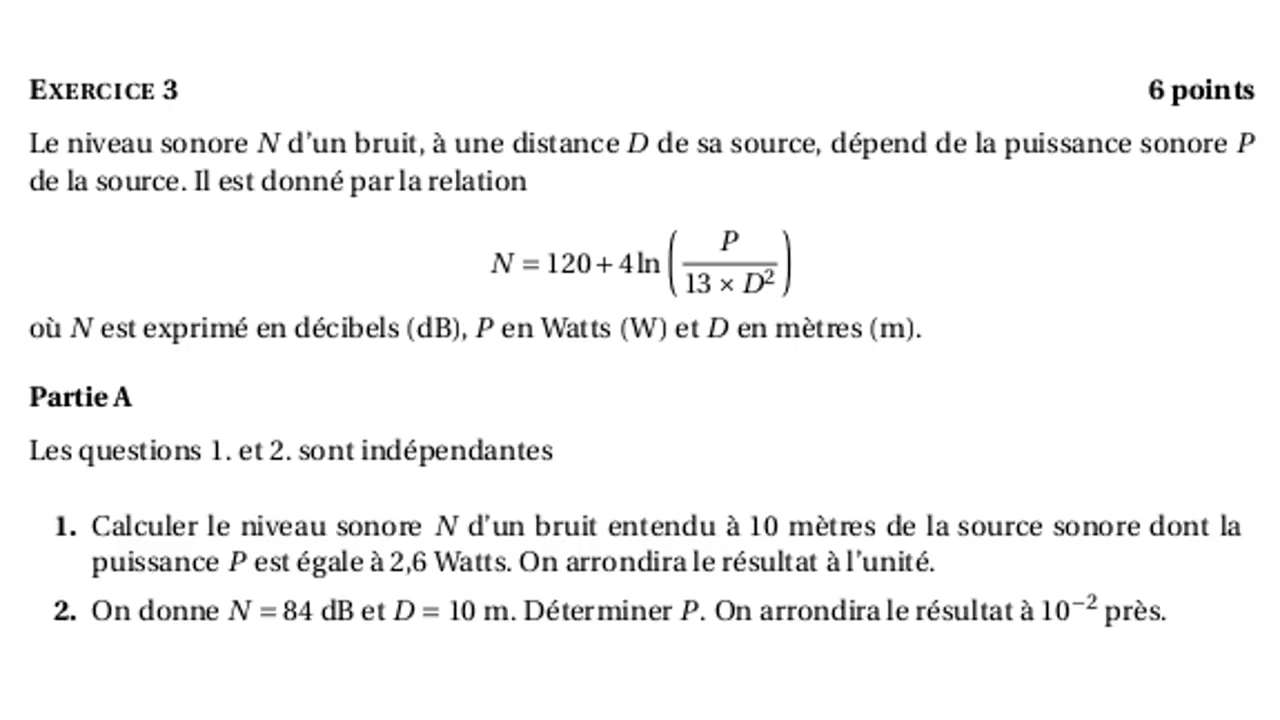 EXERCICE 3 6 points
Le niveau sonore N d'un bruit, à une distance D de sa source, dépend de la puissance sonore P
de la source. Il est donné par la relation
N = 120 + 4 ln ( P / 13 × D² )
où N est exprimé en décibels (dB), P en Watts (W) et D en mètres (m).
Partie A
Les questions 1. et 2. sont indépendantes
1. Calculer le niveau sonore N d'un bruit entendu à 10 mètres de la source sonore dont la
puissance P est égale à 2,6 Watts. On arrondira le résultat à l'unité.
2. On donne N = 84 dB et D = 10 m. Déterminer P. On arrondira le résultat à 10⁻² près.